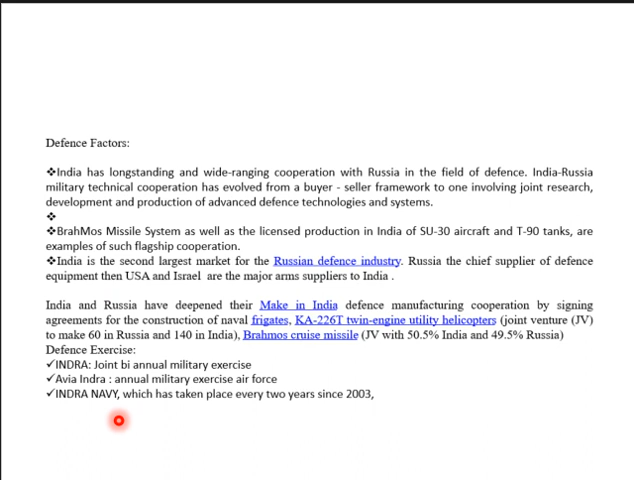 Defence Factors:
❖India has longstanding and wide-ranging cooperation with Russia in the field of defence. India-Russia
military technical cooperation has evolved from a buyer - seller framework to one involving joint research,
development and production of advanced defence technologies and systems.
❖
❖BrahMos Missile System as well as the licensed production in India of SU-30 aircraft and T-90 tanks, are
examples of such flagship cooperation.
❖India is the second largest market for the Russian defence industry. Russia the chief supplier of defence
equipment then USA and Israel are the major arms suppliers to India .
India and Russia have deepened their Make in India defence manufacturing cooperation by signing
agreements for the construction of naval frigates, KA-226T twin-engine utility helicopters (joint venture (JV)
to make 60 in Russia and 140 in India), Brahmos cruise missile (JV with 50.5% India and 49.5% Russia)
Defence Exercise:
✓INDRA: Joint bi annual military exercise
✓Avia Indra : annual military exercise air force
✓INDRA NAVY, which has taken place every two years since 2003,